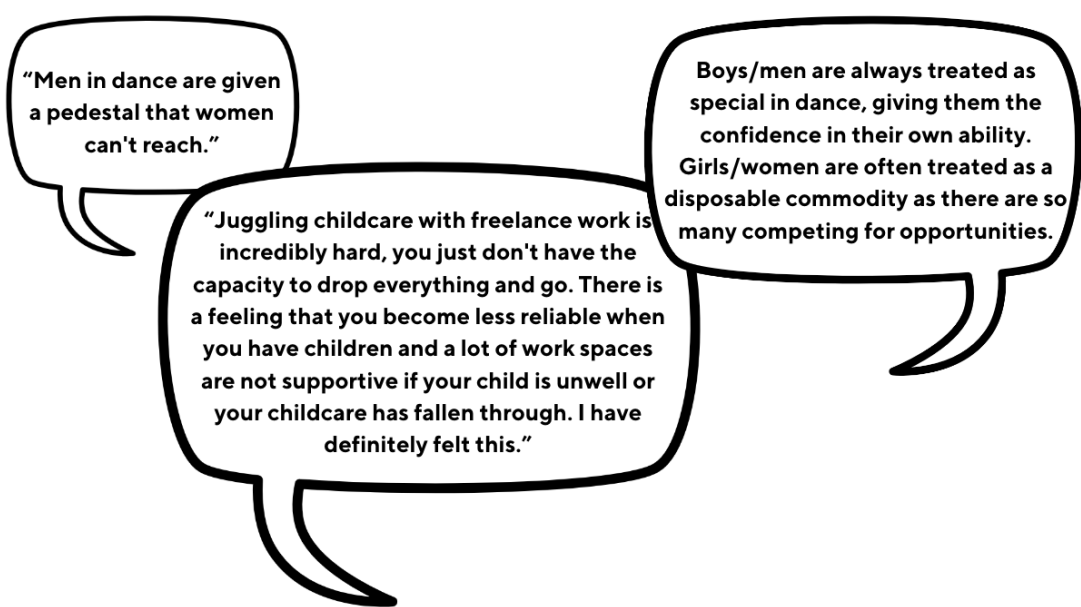 “Men in dance are given
a pedestal that women
can't reach.”
“Juggling childcare with freelance work is
incredibly hard, you just don't have the
capacity to drop everything and go. There is
a feeling that you become less reliable when
you have children and a lot of work spaces
are not supportive if your child is unwell or
your childcare has fallen through. I have
definitely felt this.”
Boys/men are always treated as
special in dance, giving them the
confidence in their own ability.
Girls/women are often treated as a
disposable commodity as there are so
many competing for opportunities.